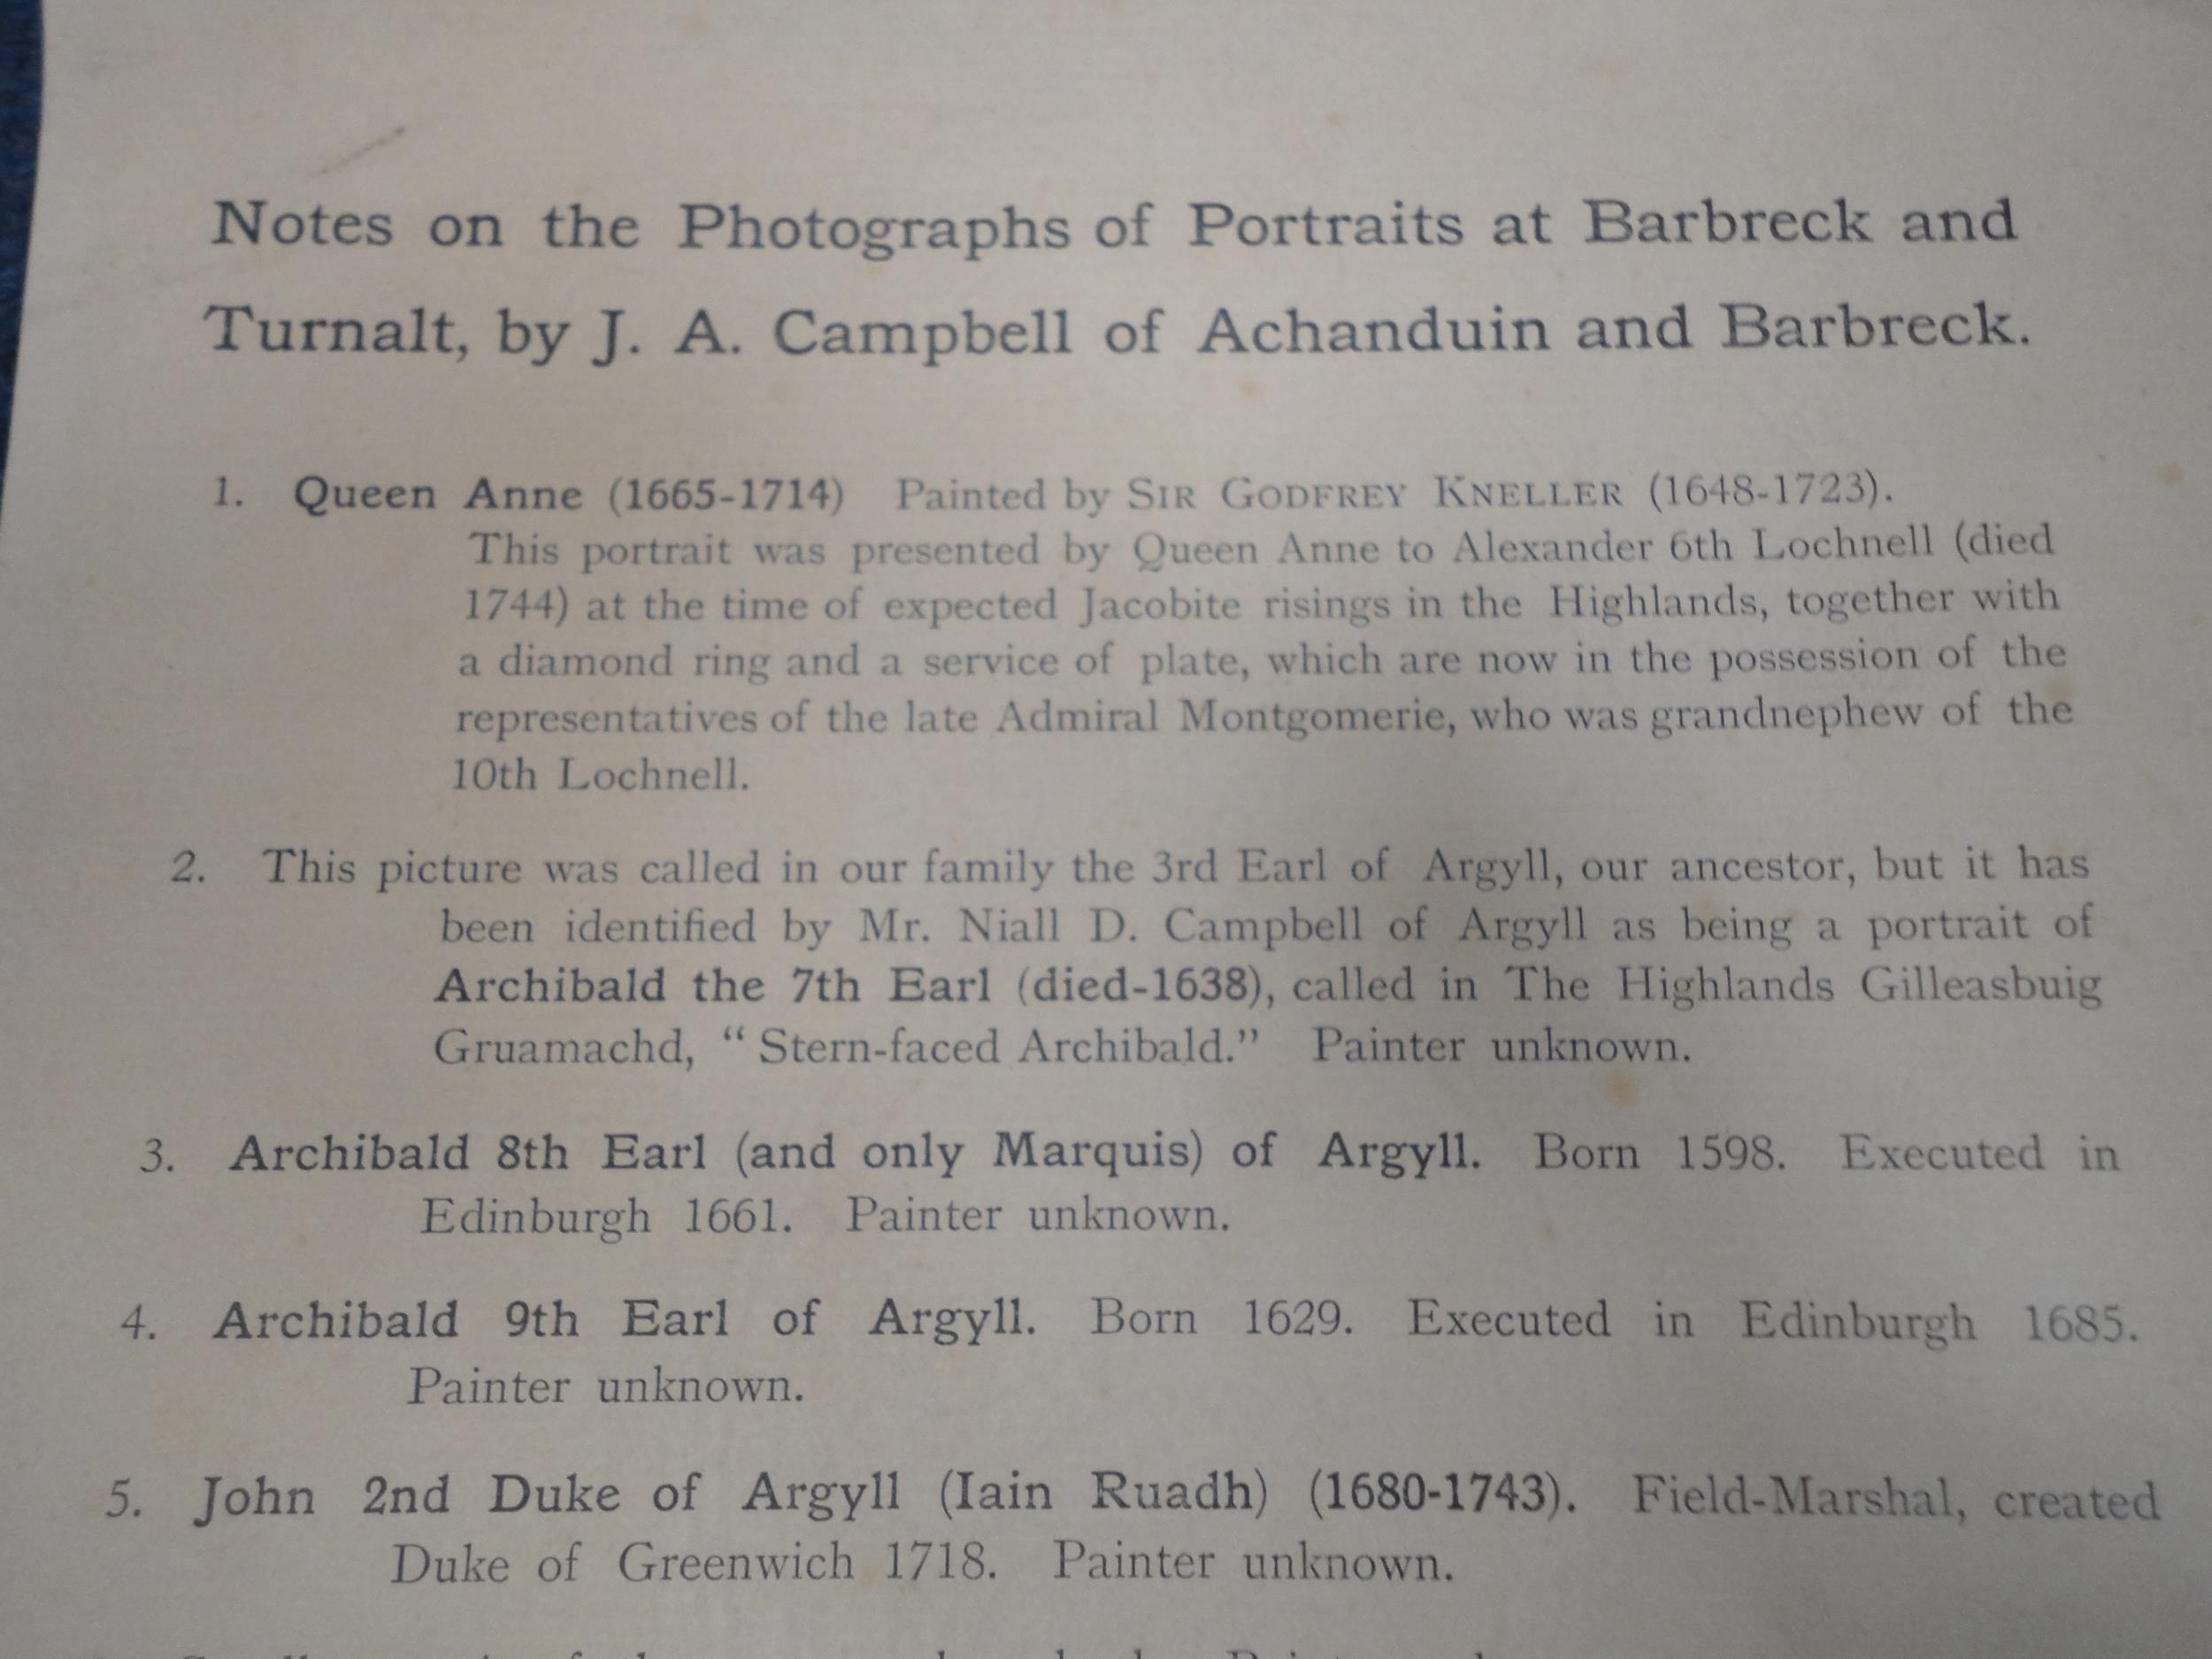 Notes on the Photographs of Portraits at Barbreck and
Turnalt, by J. A. Campbell of Achanduin and Barbreck.
1. Queen Anne (1665-1714) Painted by SIR GODFREY KNELLER (1648-1723).
This portrait was presented by Queen Anne to Alexander 6th Lochnell (died
1744) at the time of expected Jacobite risings in the Highlands, together with
a diamond ring and a service of plate, which are now in the possession of the
representatives of the late Admiral Montgomerie, who was grandnephew of the
10th Lochnell.
2. This picture was called in our family the 3rd Earl of Argyll, our ancestor, but it has
been identified by Mr. Niall D. Campbell of Argyll as being a portrait of
Archibald the 7th Earl (died-1638), called in The Highlands Gilleasbuig
Gruamachd, “Stern-faced Archibald.” Painter unknown.
3. Archibald 8th Earl (and only Marquis) of Argyll. Born 1598. Executed in
Edinburgh 1661. Painter unknown.
4. Archibald 9th Earl of Argyll. Born 1629. Executed in Edinburgh 1685.
Painter unknown.
5. John 2nd Duke of Argyll (Iain Ruadh) (1680-1743). Field-Marshal, created
Duke of Greenwich 1718. Painter unknown.